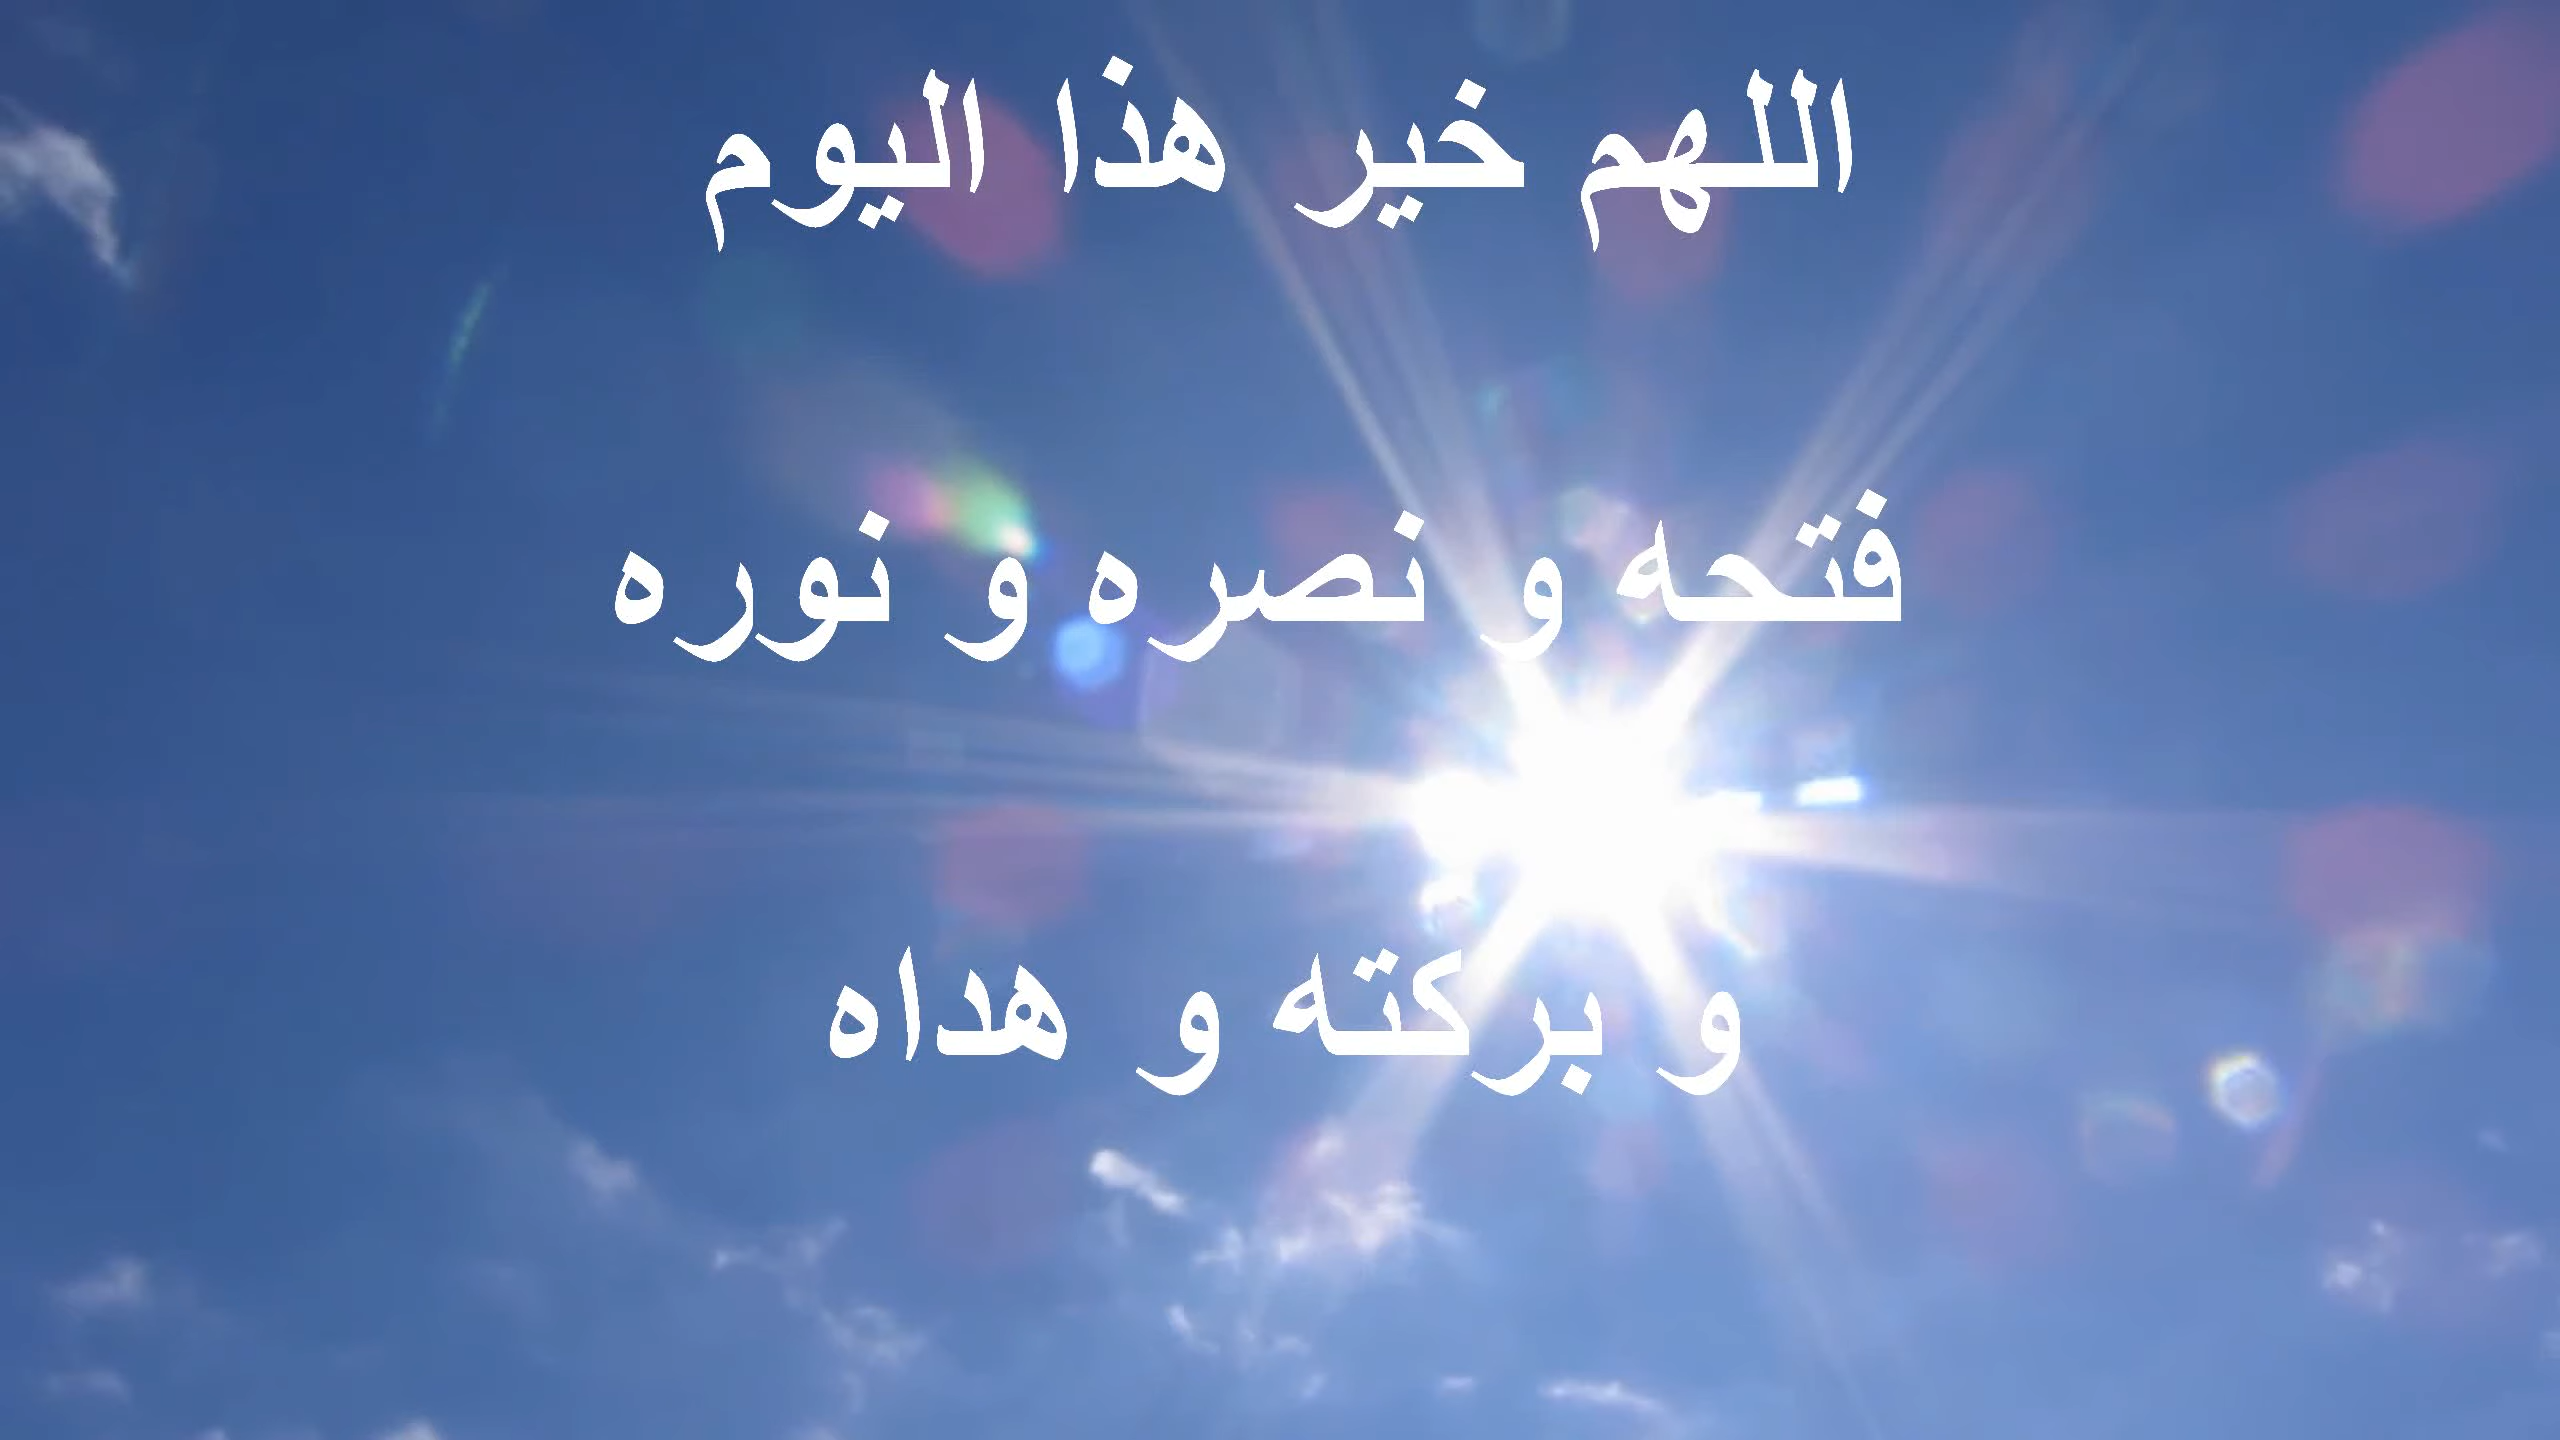 اللهم خير هذا اليوم
فتحه و نصره و نوره
و بركته و هداه